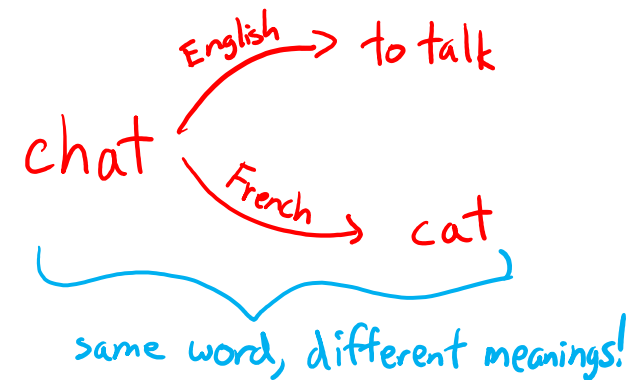 English
to talk
chat
French
cat
same word, different meanings!